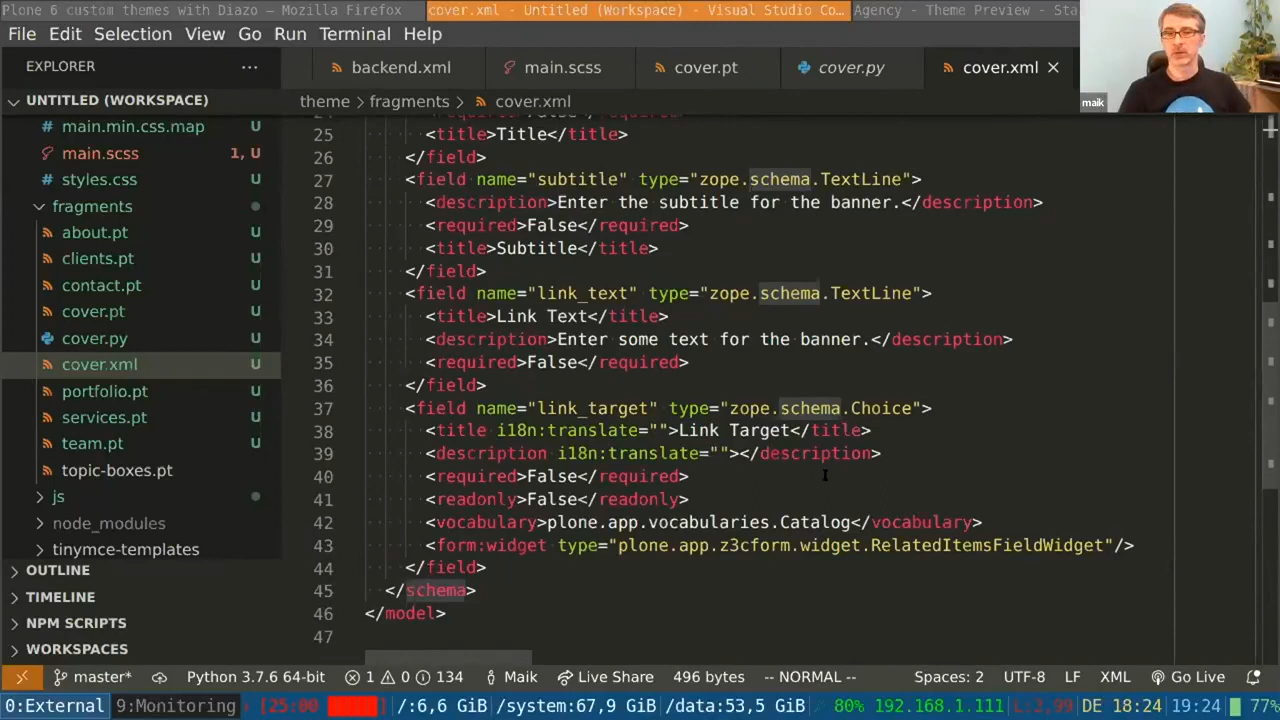 Plone 6 custom themes with Diazo — Mozilla Firefox
cover.xml - Untitled (Workspace) - Visual Studio Co…
Agency - Theme Preview - Sta
File Edit Selection View Go Run Terminal Help
EXPLORER ···
backend.xml
main.scss
cover.pt
cover.py
cover.xml
theme > fragments > cover.xml
UNTITLED (WORKSPACE)
main.min.css.map U
main.scss 1, U
styles.css U
fragments
about.pt U
clients.pt U
contact.pt U
cover.pt U
cover.py U
cover.xml U
portfolio.pt U
services.pt U
team.pt U
topic-boxes.pt
js
node_modules
tinymce-templates
OUTLINE
TIMELINE
NPM SCRIPTS
WORKSPACES
25 <title>Title</title>
26 </field>
27 <field name="subtitle" type="zope.schema.TextLine">
28 <description>Enter the subtitle for the banner.</description>
29 <required>False</required>
30 <title>Subtitle</title>
31 </field>
32 <field name="link_text" type="zope.schema.TextLine">
33 <title>Link Text</title>
34 <description>Enter some text for the banner.</description>
35 <required>False</required>
36 </field>
37 <field name="link_target" type="zope.schema.Choice">
38 <title i18n:translate="">Link Target</title>
39 <description i18n:translate=""></description>
40 <required>False</required>
41 <readonly>False</readonly>
42 <vocabulary>plone.app.vocabularies.Catalog</vocabulary>
43 <form:widget type="plone.app.z3cform.widget.RelatedItemsFieldWidget"/>
44 </field>
45 </schema>
46 </model>
47
maik
master* Python 3.7.6 64-bit 1 0 134 Maik Live Share 496 bytes -- NORMAL -- Spaces: 2 UTF-8 LF XML Go Live
0:External 9:Monitoring [25:00 ] /:6,6 GiB /system:67,9 GiB /data:53,5 GiB 80% 192.168.1.111 L:2,99 DE 18:24 19:24 77%